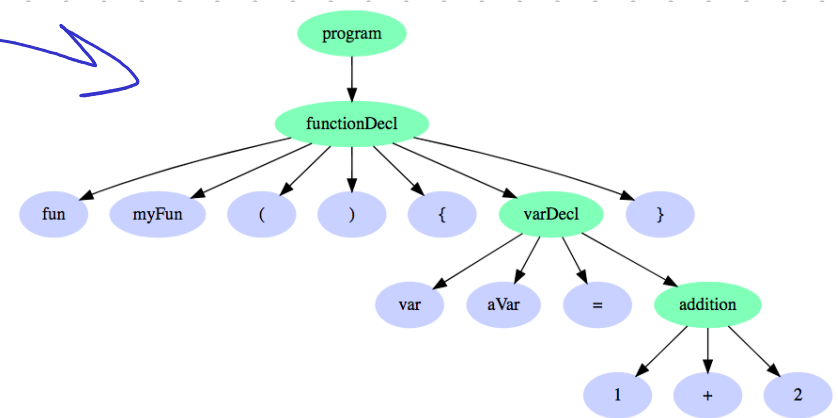 program
functionDecl
fun myFun ( ) { varDecl }
var aVar = addition
1 + 2